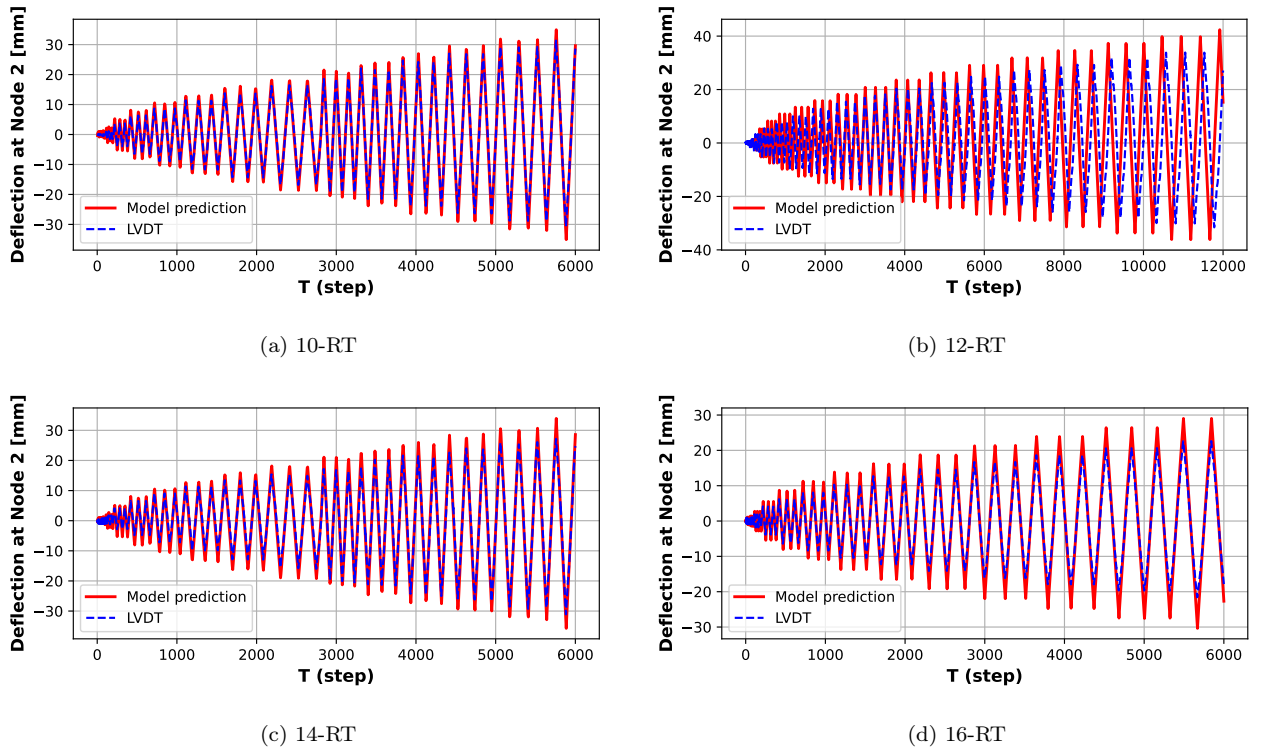 Deflection at Node 2 [mm]
30
20
10
0
−10
−20
−30
Model prediction
LVDT
0 1000 2000 3000 4000 5000 6000
T (step)
(a) 10-RT
Deflection at Node 2 [mm]
40
20
0
−20
−40
Model prediction
LVDT
0 2000 4000 6000 8000 10000 12000
T (step)
(b) 12-RT
Deflection at Node 2 [mm]
30
20
10
0
−10
−20
−30
Model prediction
LVDT
0 1000 2000 3000 4000 5000 6000
T (step)
(c) 14-RT
Deflection at Node 2 [mm]
30
20
10
0
−10
−20
−30
Model prediction
LVDT
0 1000 2000 3000 4000 5000 6000
T (step)
(d) 16-RT